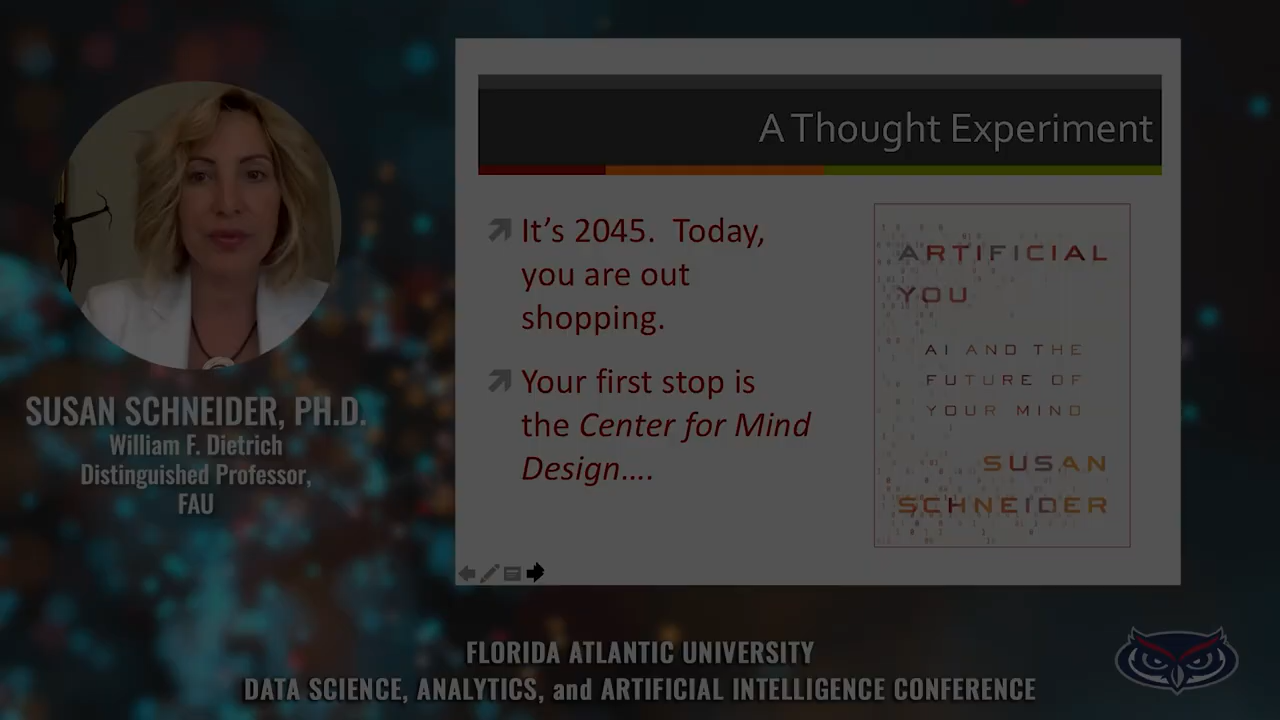 SUSAN SCHNEIDER, PH.D.
William F. Dietrich
Distinguished Professor,
FAU
A Thought Experiment
It's 2045. Today,
you are out
shopping.
Your first stop is
the Center for Mind
Design....
ARTIFICIAL
YOU
AI AND THE
FUTURE OF
YOUR MIND
SUSAN
SCHNEIDER
FLORIDA ATLANTIC UNIVERSITY
DATA SCIENCE, ANALYTICS, and ARTIFICIAL INTELLIGENCE CONFERENCE